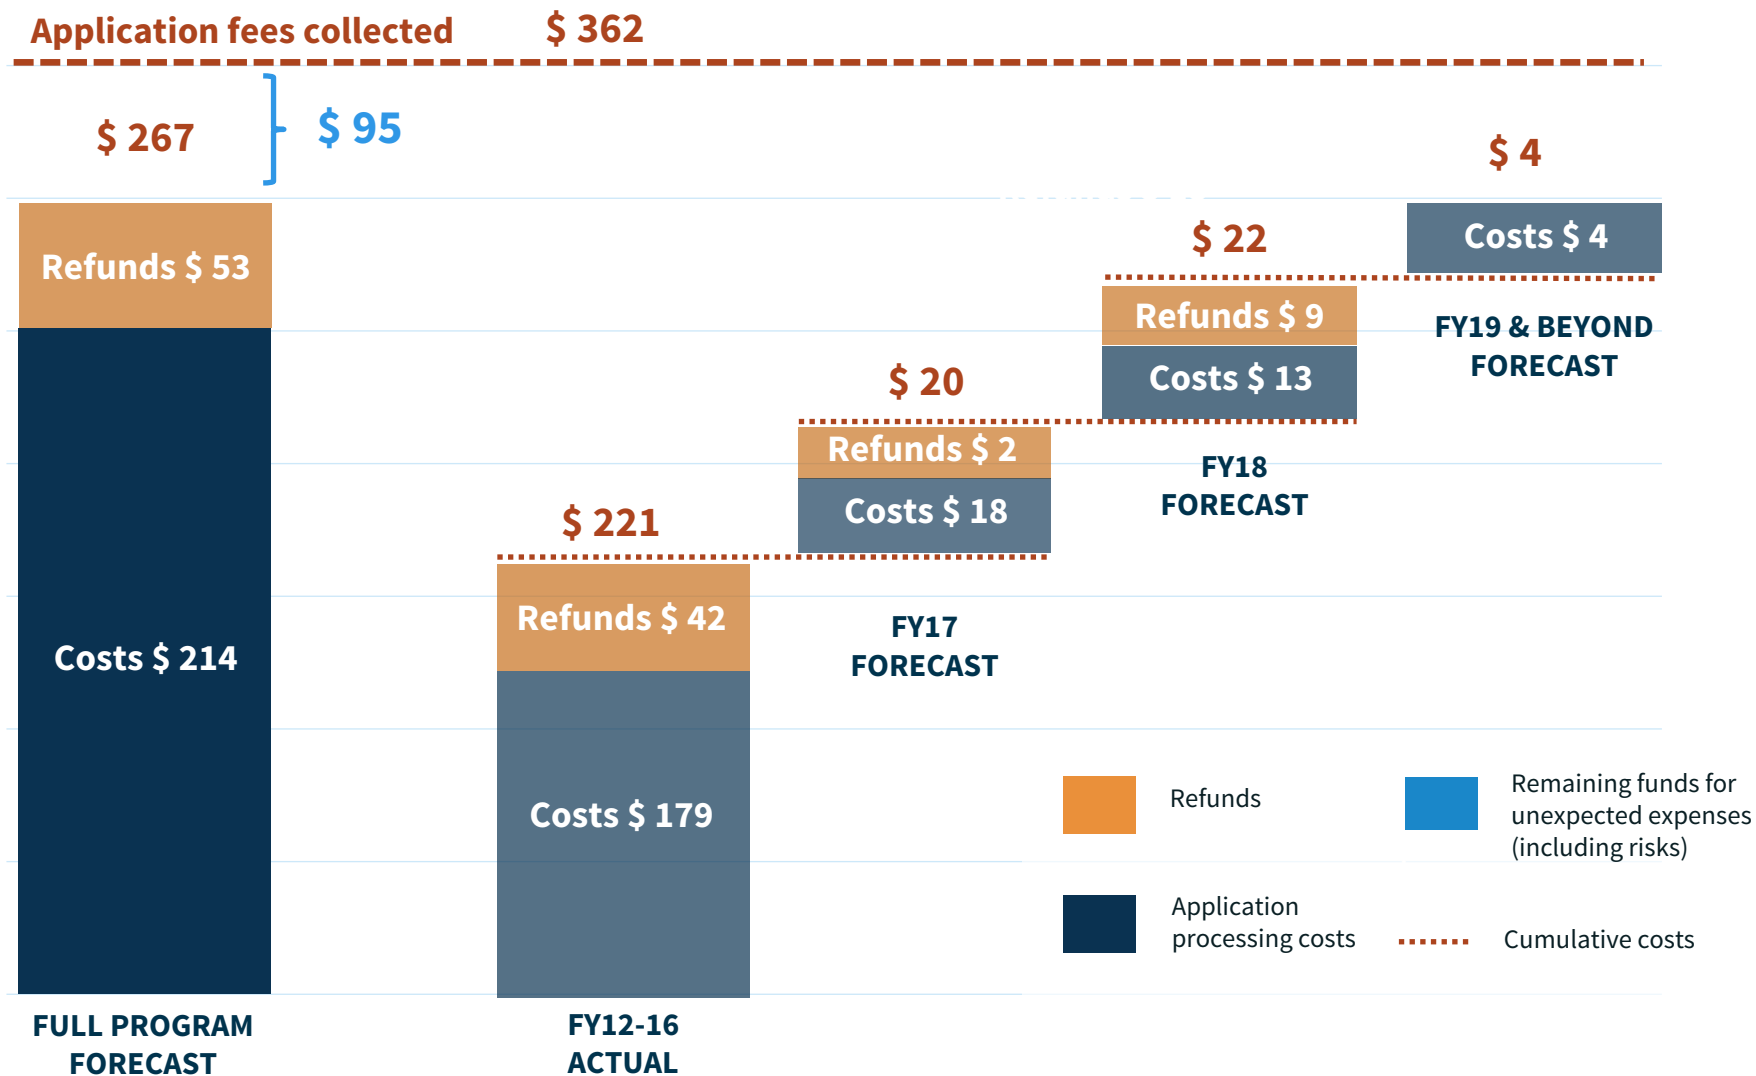 Application fees collected $ 362
$ 267
$ 95
$ 4
Refunds $ 53
Costs $ 214
$ 221
Refunds $ 42
Costs $ 179
$ 20
Refunds $ 2
Costs $ 18
$ 22
Refunds $ 9
Costs $ 13
Costs $ 4
FY19 & BEYOND
FORECAST
FY18
FORECAST
FY17
FORECAST
Refunds
Remaining funds for
unexpected expenses
(including risks)
Application
processing costs
Cumulative costs
FULL PROGRAM
FORECAST
FY12-16
ACTUAL